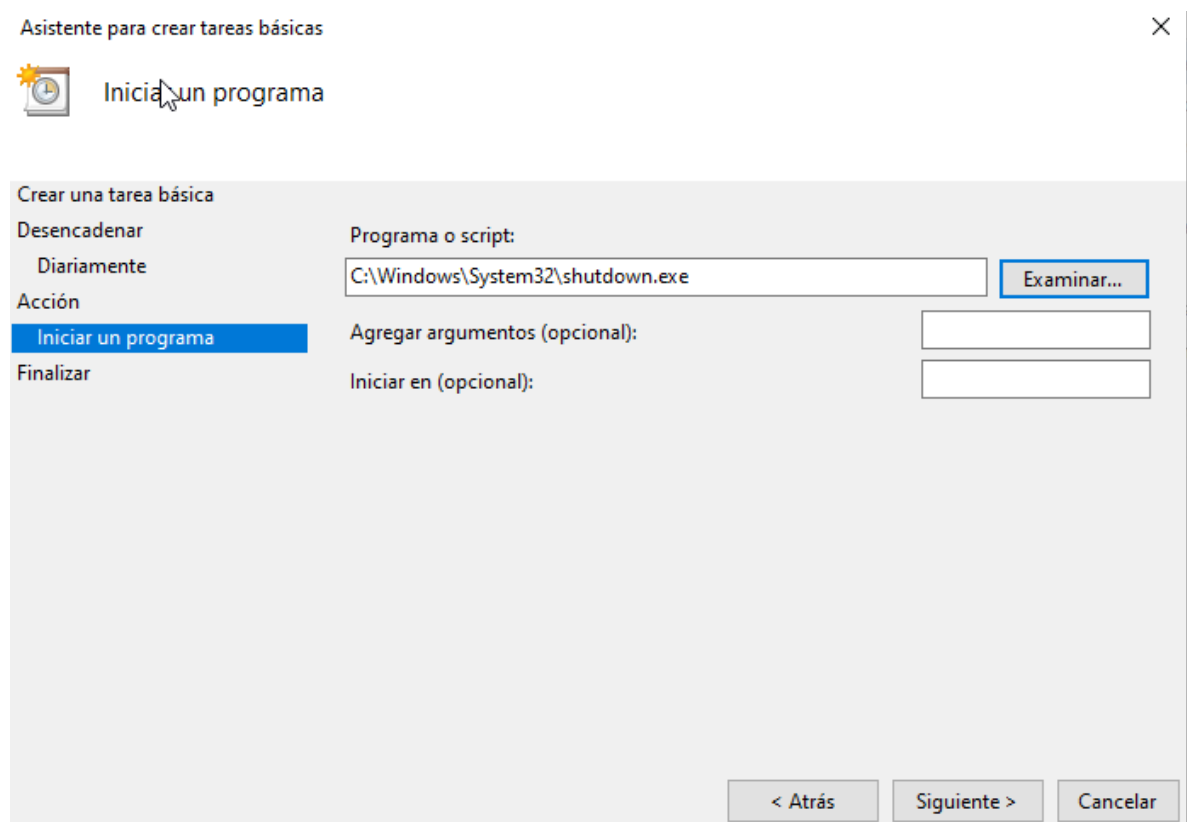 Asistente para crear tareas básicas
Iniciar un programa
Crear una tarea básica
Desencadenar
Diariamente
Acción
Iniciar un programa
Finalizar
Programa o script:
C:\Windows\System32\shutdown.exe
Examinar...
Agregar argumentos (opcional):
Iniciar en (opcional):
< Atrás
Siguiente >
Cancelar